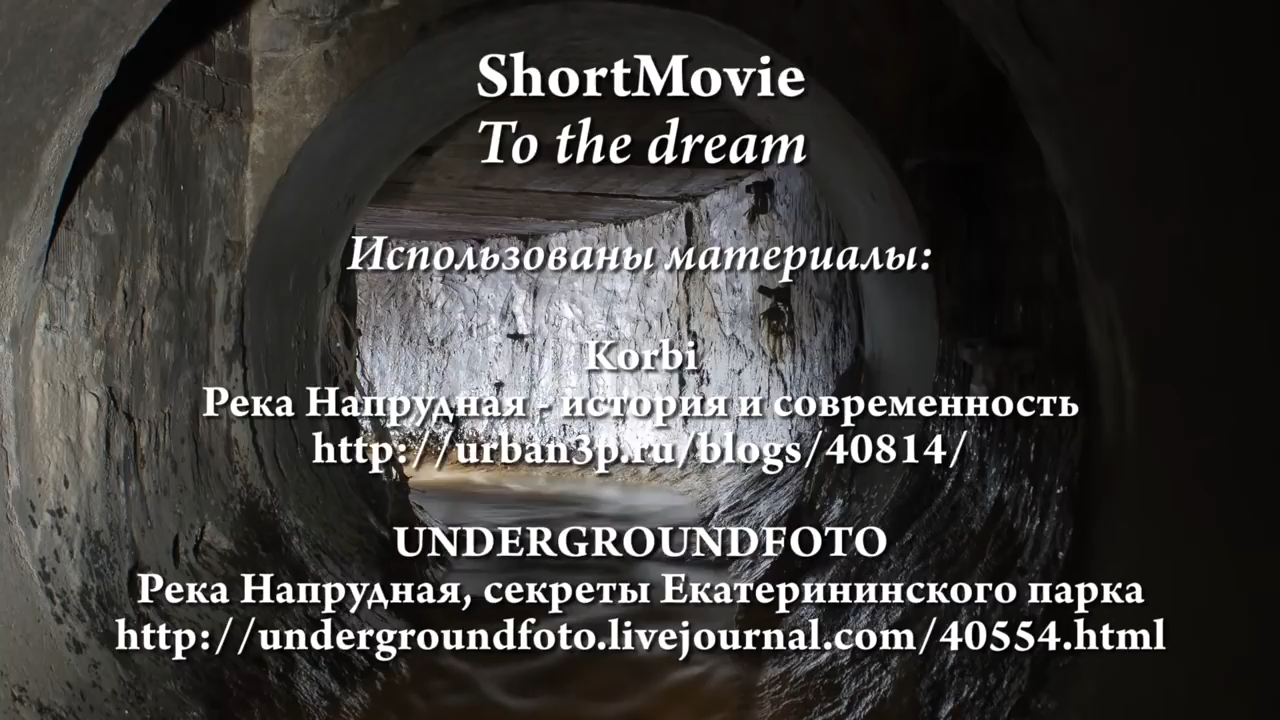 ShortMovie
To the dream
Использованы материалы:
Korbi
Река Напрудная - история и современность
http://urban3p.ru/blogs/40814/
UNDERGROUNDFOTO
Река Напрудная, секреты Екатерининского парка
http://undergroundfoto.livejournal.com/40554.html